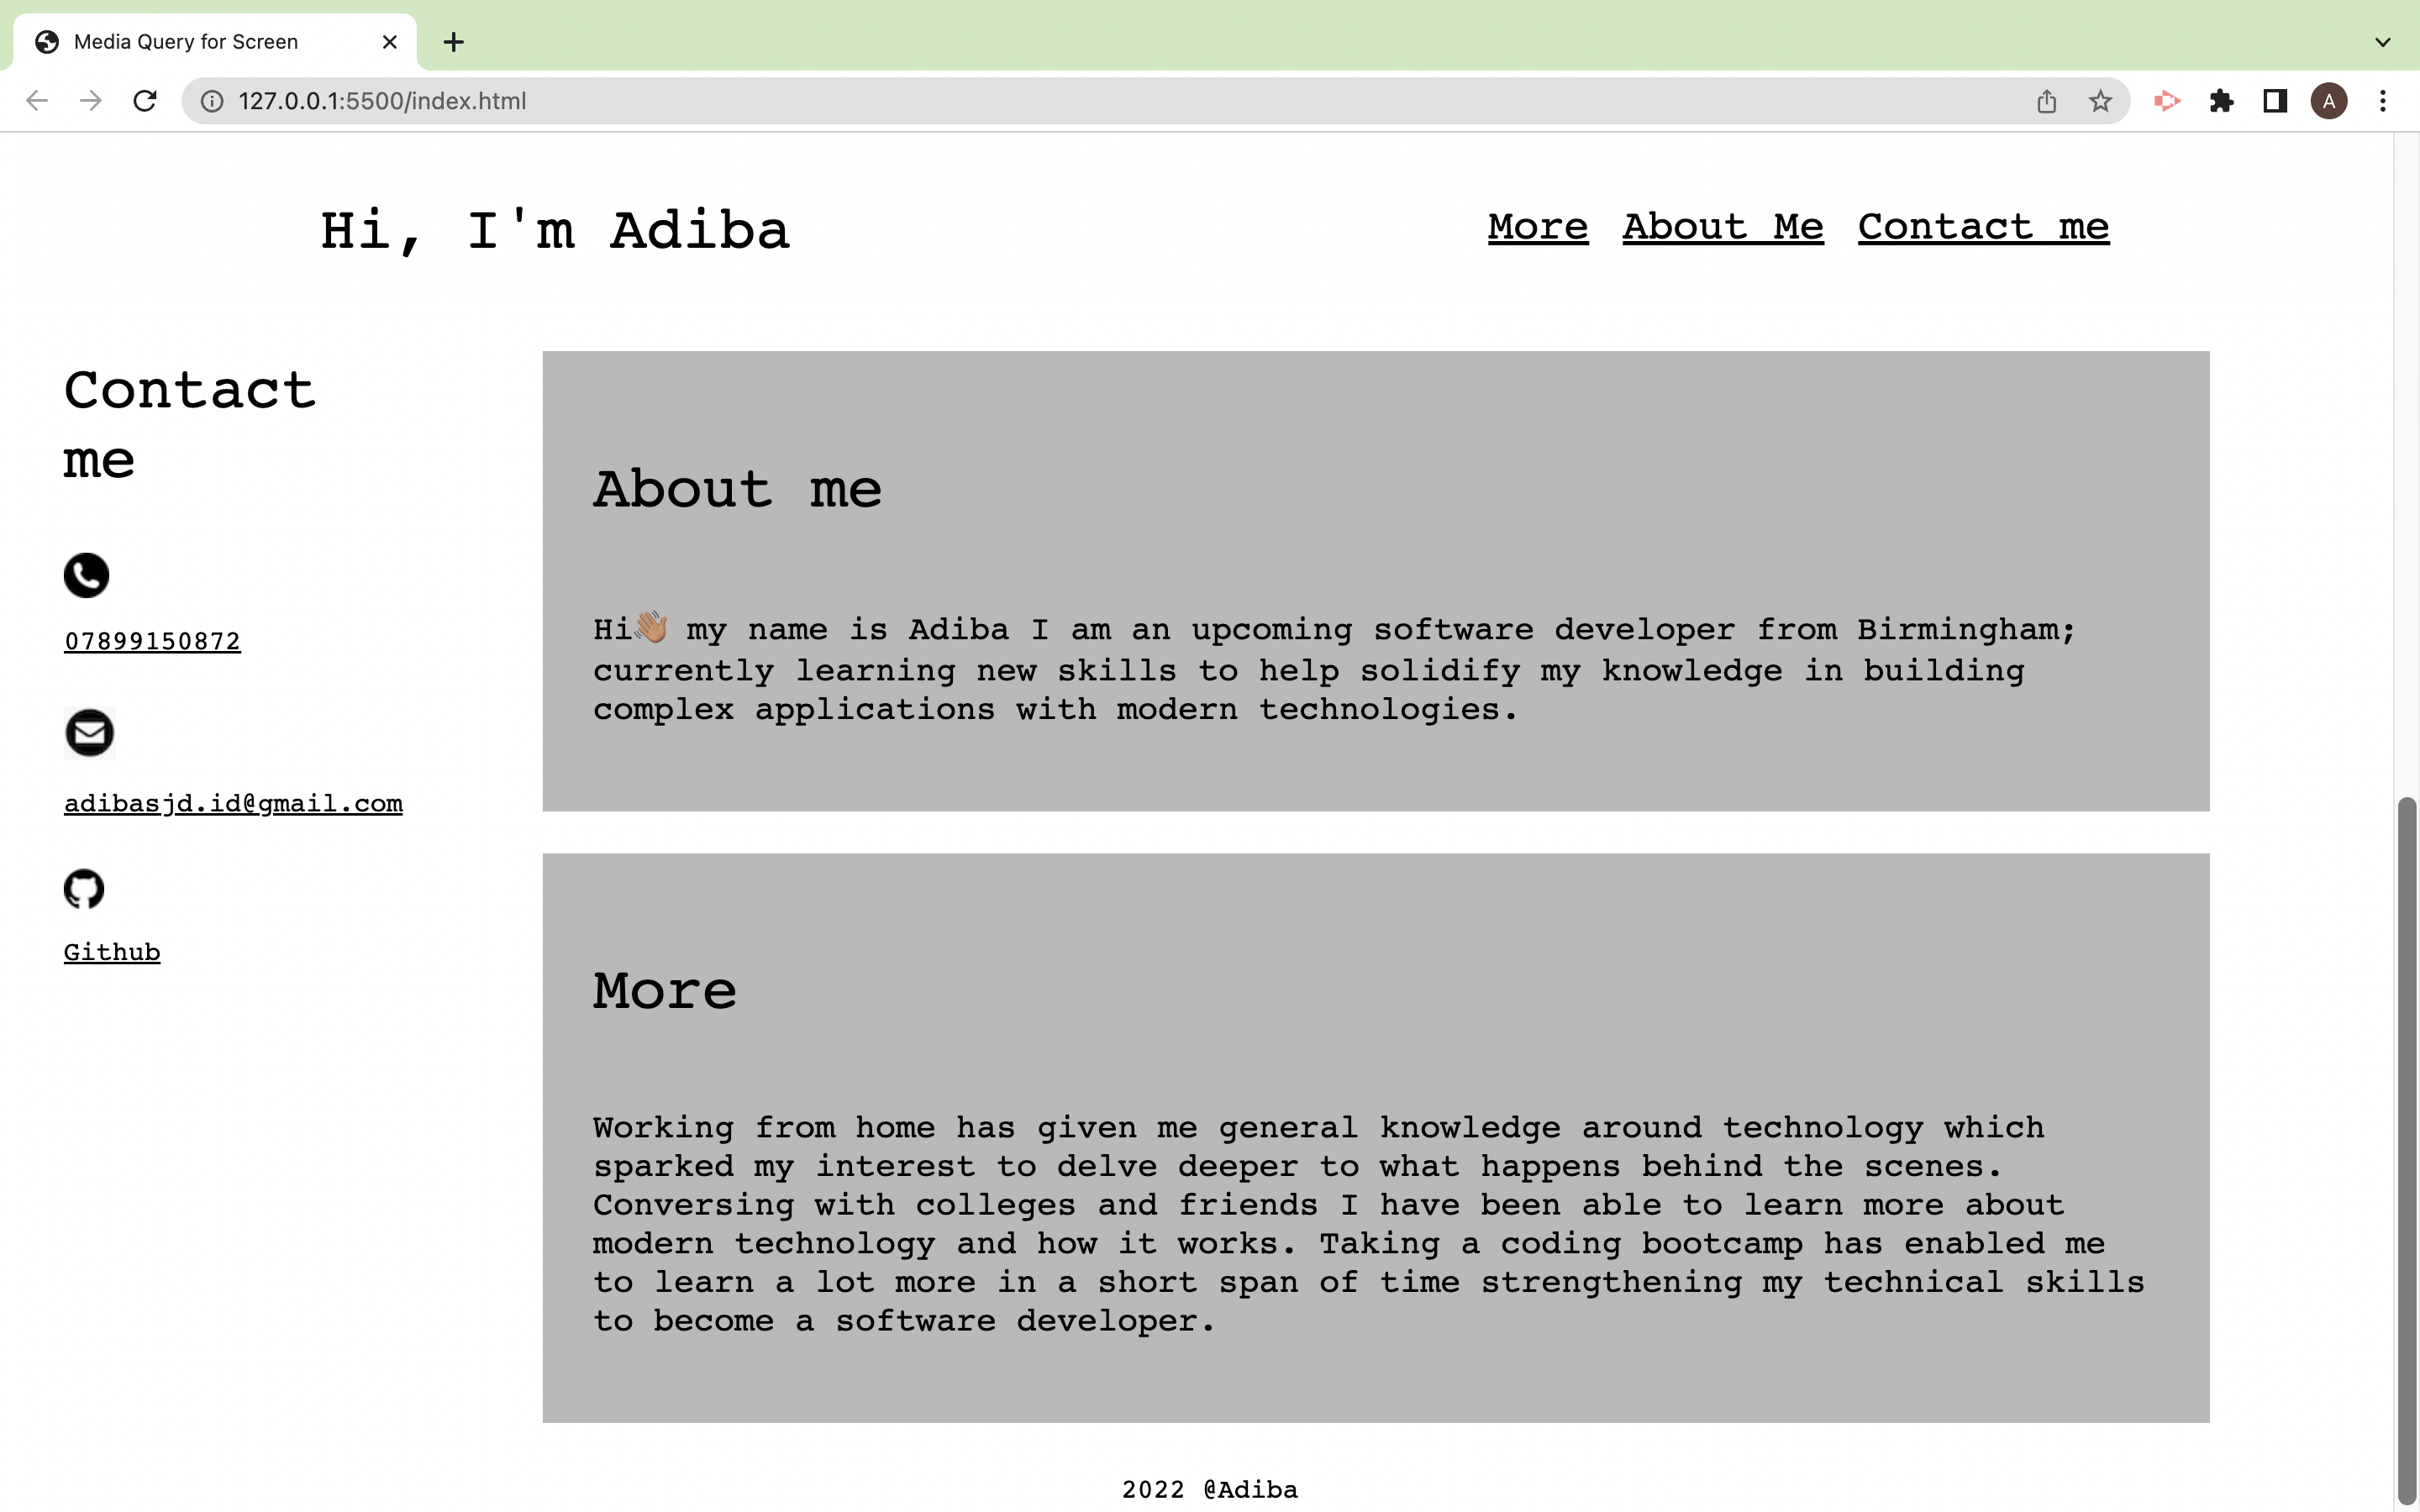 Media Query for Screen
127.0.0.1:5500/index.html
A
Hi, I'm Adiba
More About Me Contact me
Contact
me
07899150872
adibasjd.id@gmail.com
Github
About me
Hi👋🏽 my name is Adiba I am an upcoming software developer from Birmingham;
currently learning new skills to help solidify my knowledge in building
complex applications with modern technologies.
More
Working from home has given me general knowledge around technology which
sparked my interest to delve deeper to what happens behind the scenes.
Conversing with colleges and friends I have been able to learn more about
modern technology and how it works. Taking a coding bootcamp has enabled me
to learn a lot more in a short span of time strengthening my technical skills
to become a software developer.
2022 @Adiba